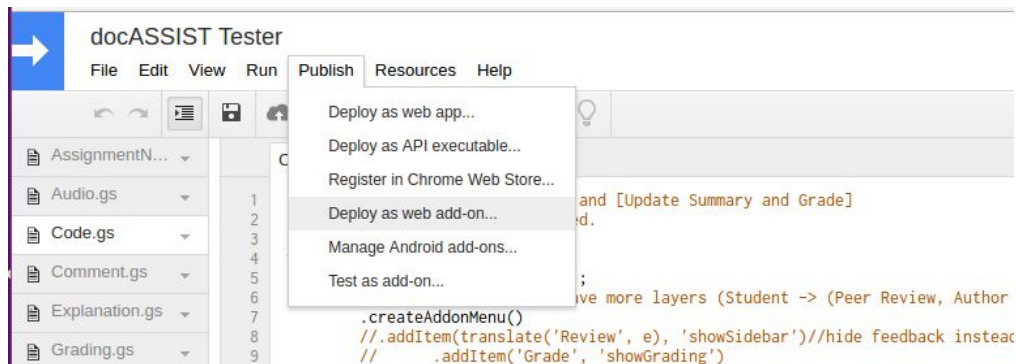 docASSIST Tester
File Edit View Run Publish Resources Help
Deploy as web app...
Deploy as API executable...
Register in Chrome Web Store...
Deploy as web add-on...
Manage Android add-ons...
Test as add-on...
AssignmentN...
Audio.gs
Code.gs
Comment.gs
Explanation.gs
Grading.gs
1 and [Update Summary and Grade]
2
3
4
5 ;
6 more layers (Student -> (Peer Review, Author
7 .createAddonMenu()
8 //.addItem(translate('Review', e), 'showSidebar')//hide feedback instead
9 // .addItem('Grade', 'showGrading')